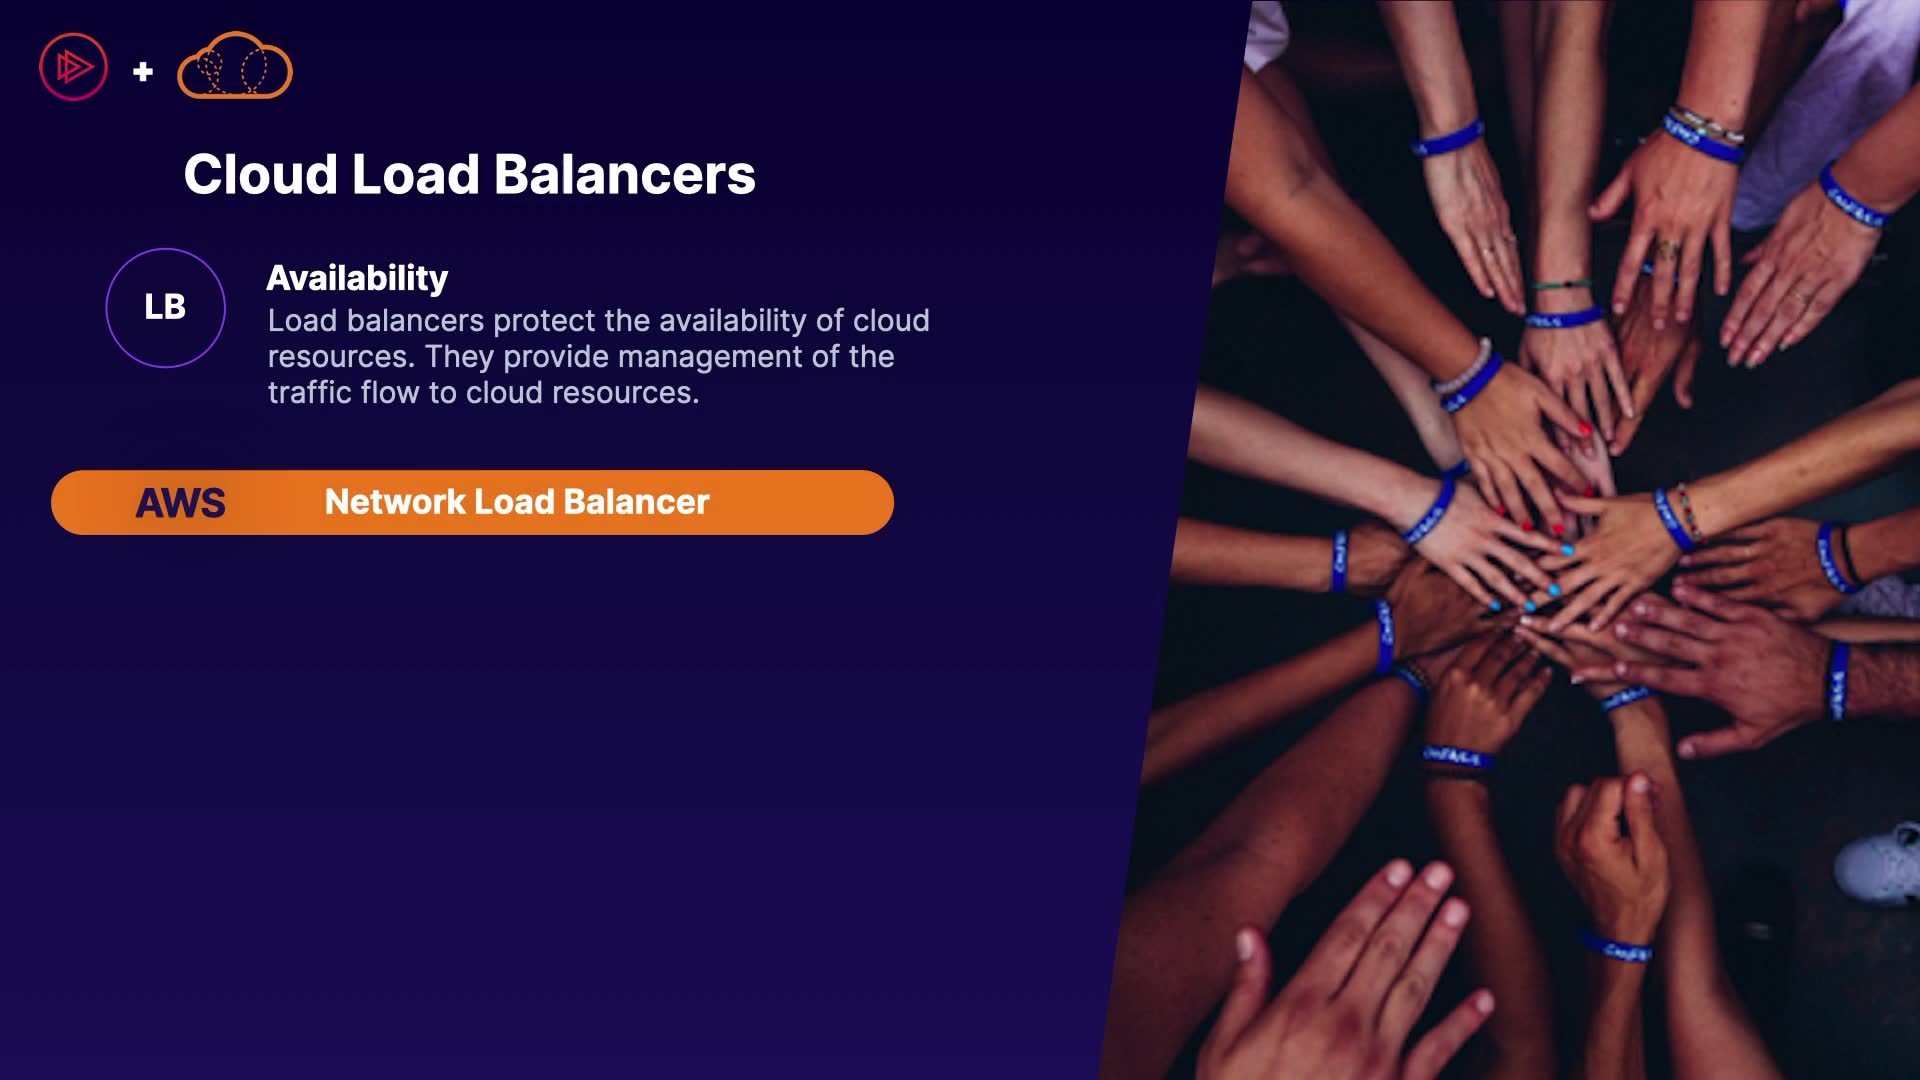 Cloud Load Balancers
LB
Availability
Load balancers protect the availability of cloud
resources. They provide management of the
traffic flow to cloud resources.
AWS
Network Load Balancer